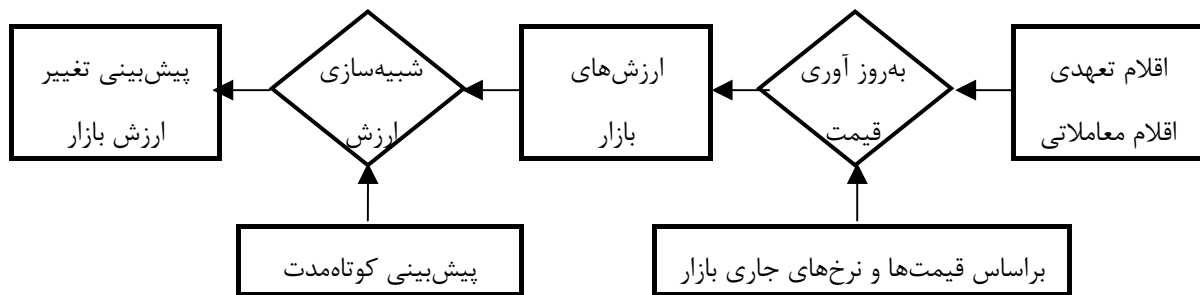 اقلام تعهدی
اقلام معاملاتی
به‌روز آوری
قیمت
ارزش‌های
بازار
شبیه‌سازی
ارزش
پیش‌بینی تغییر
ارزش بازار
براساس قیمت‌ها و نرخ‌های جاری بازار
پیش‌بینی کوتاه‌مدت